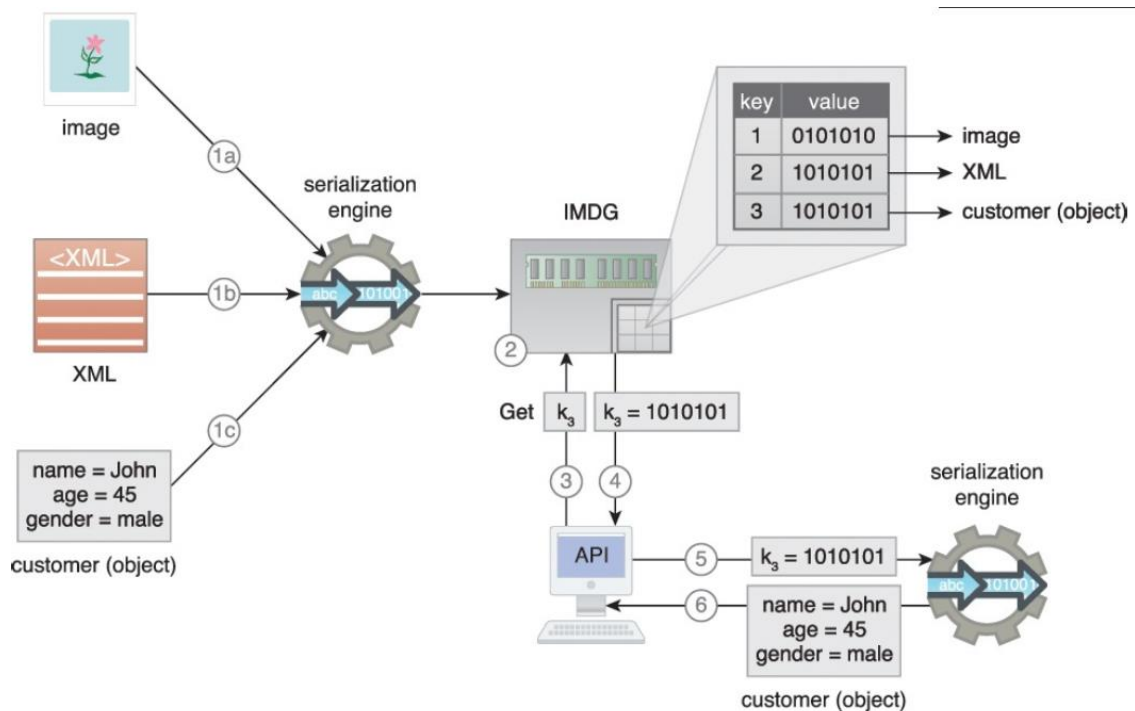 image
1a
serialization
engine
<XML>
1b
abc 101001
XML
1c
name = John
age = 45
gender = male
customer (object)
IMDG
2
key value
1 0101010 image
2 1010101 XML
3 1010101 customer (object)
Get k₃
k₃ = 1010101
3
4
API
5
k₃ = 1010101
serialization
engine
abc 101001
6
name = John
age = 45
gender = male
customer (object)